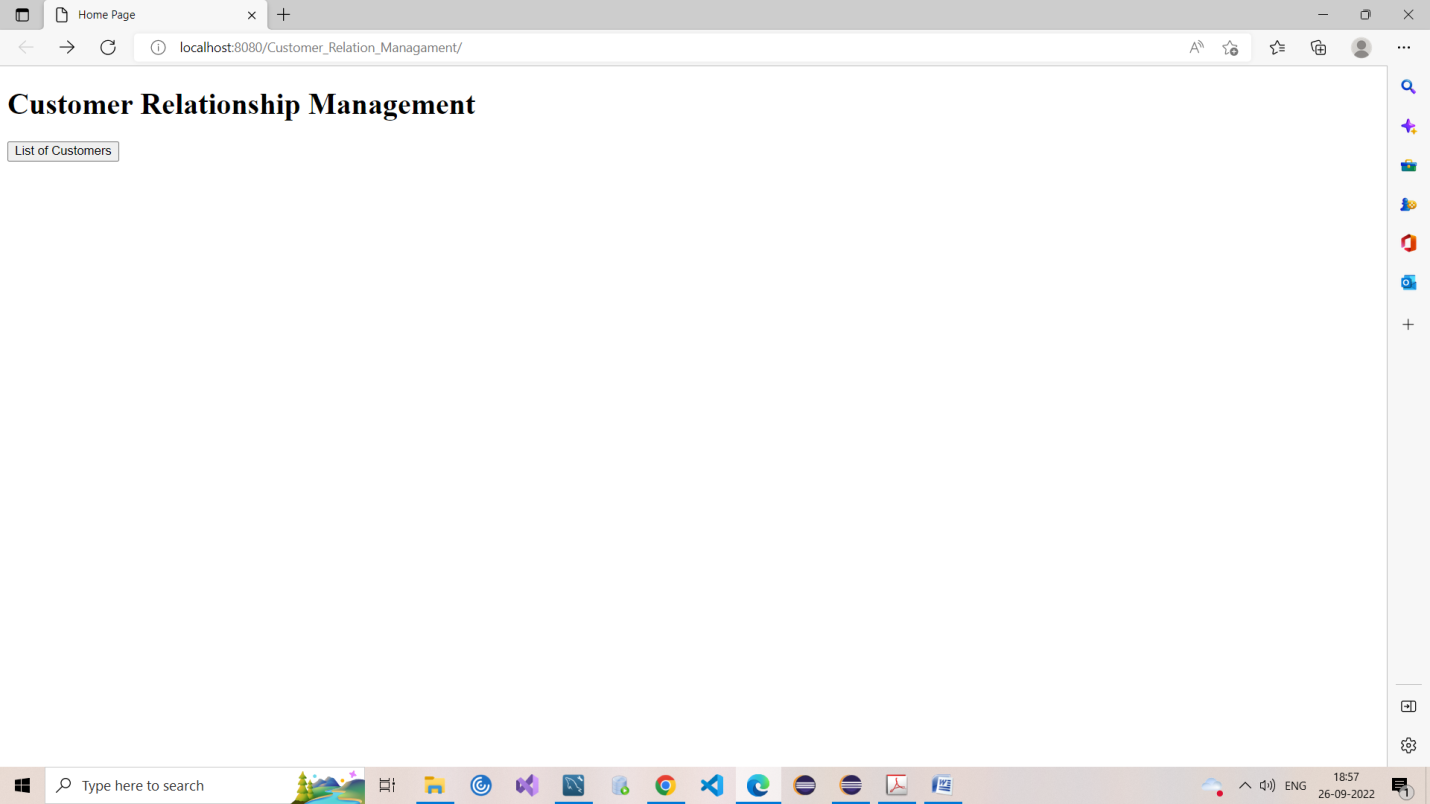 Home Page
localhost:8080/Customer_Relation_Managament/
Customer Relationship Management
List of Customers
Type here to search
ENG
18:57
26-09-2022
1